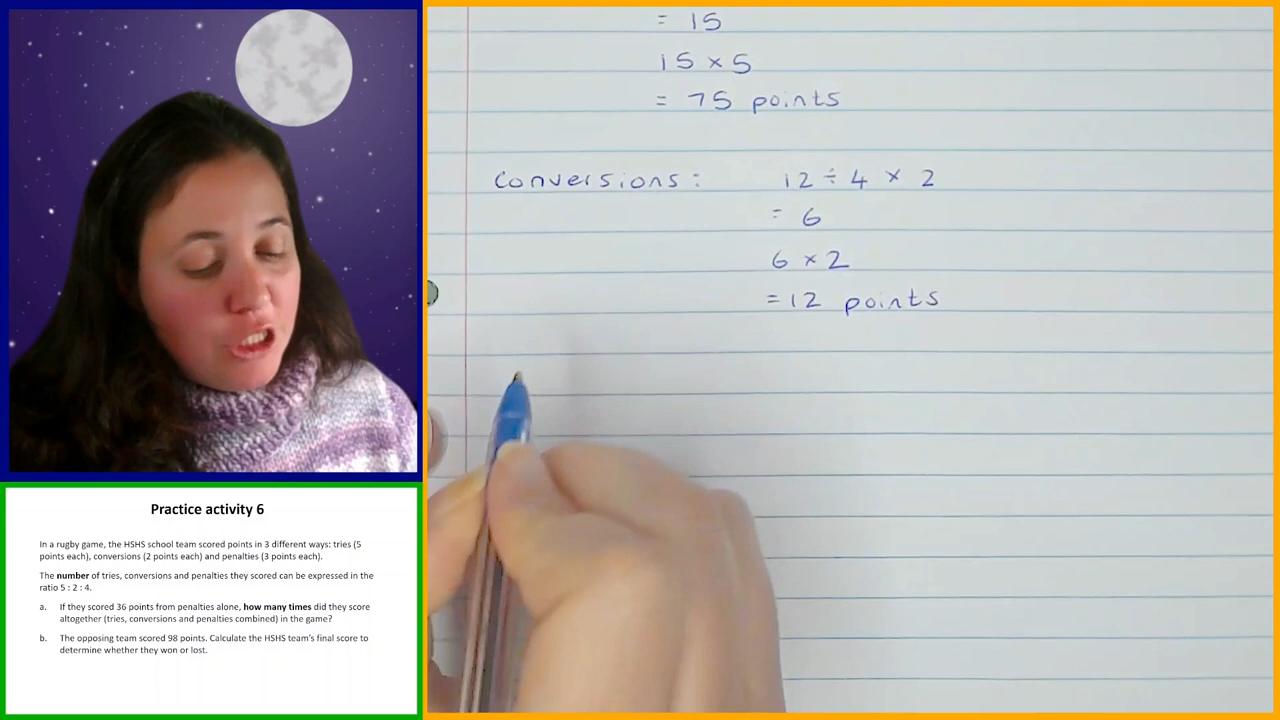 = 15
15 × 5
= 75 points
Conversions: 12 ÷ 4 × 2
= 6
6 × 2
= 12 points
Practice activity 6
In a rugby game, the HSHS school team scored points in 3 different ways: tries (5
points each), conversions (2 points each) and penalties (3 points each).
The number of tries, conversions and penalties they scored can be expressed in the
ratio 5 : 2 : 4.
a. If they scored 36 points from penalties alone, how many times did they score
altogether (tries, conversions and penalties combined) in the game?
b. The opposing team scored 98 points. Calculate the HSHS team's final score to
determine whether they won or lost.